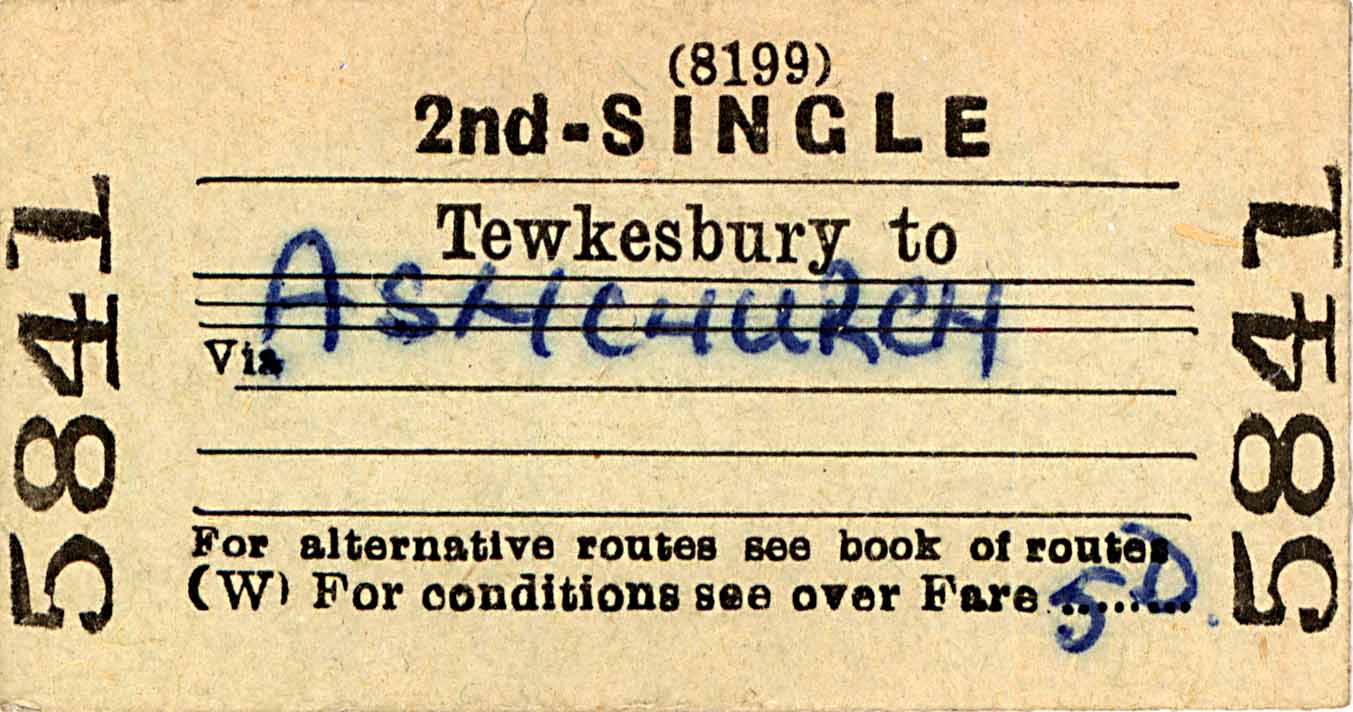 (8199)
2nd-SINGLE
Tewkesbury to
ASHCHURCH
Via
For alternative routes see book of routes
(W) For conditions see over Fare......... 5D.
5841
5841